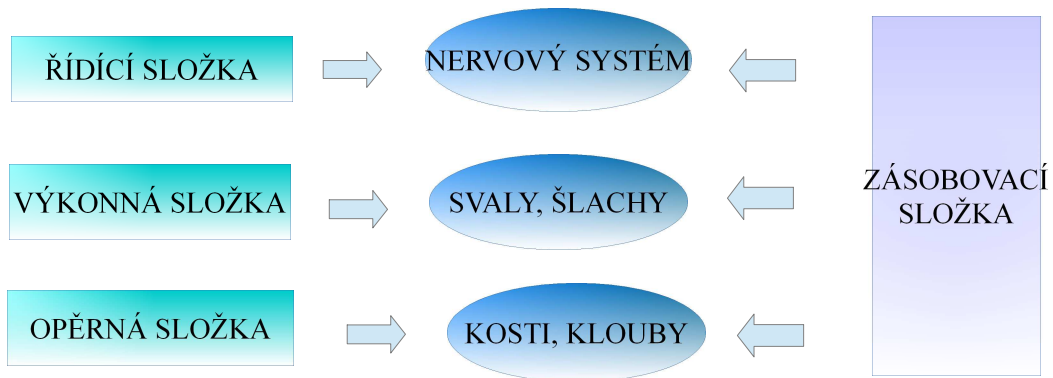 ŘÍDÍCÍ SLOŽKA
NERVOVÝ SYSTÉM
VÝKONNÁ SLOŽKA
SVALY, ŠLACHY
ZÁSOBOVACÍ
SLOŽKA
OPĚRNÁ SLOŽKA
KOSTI, KLOUBY